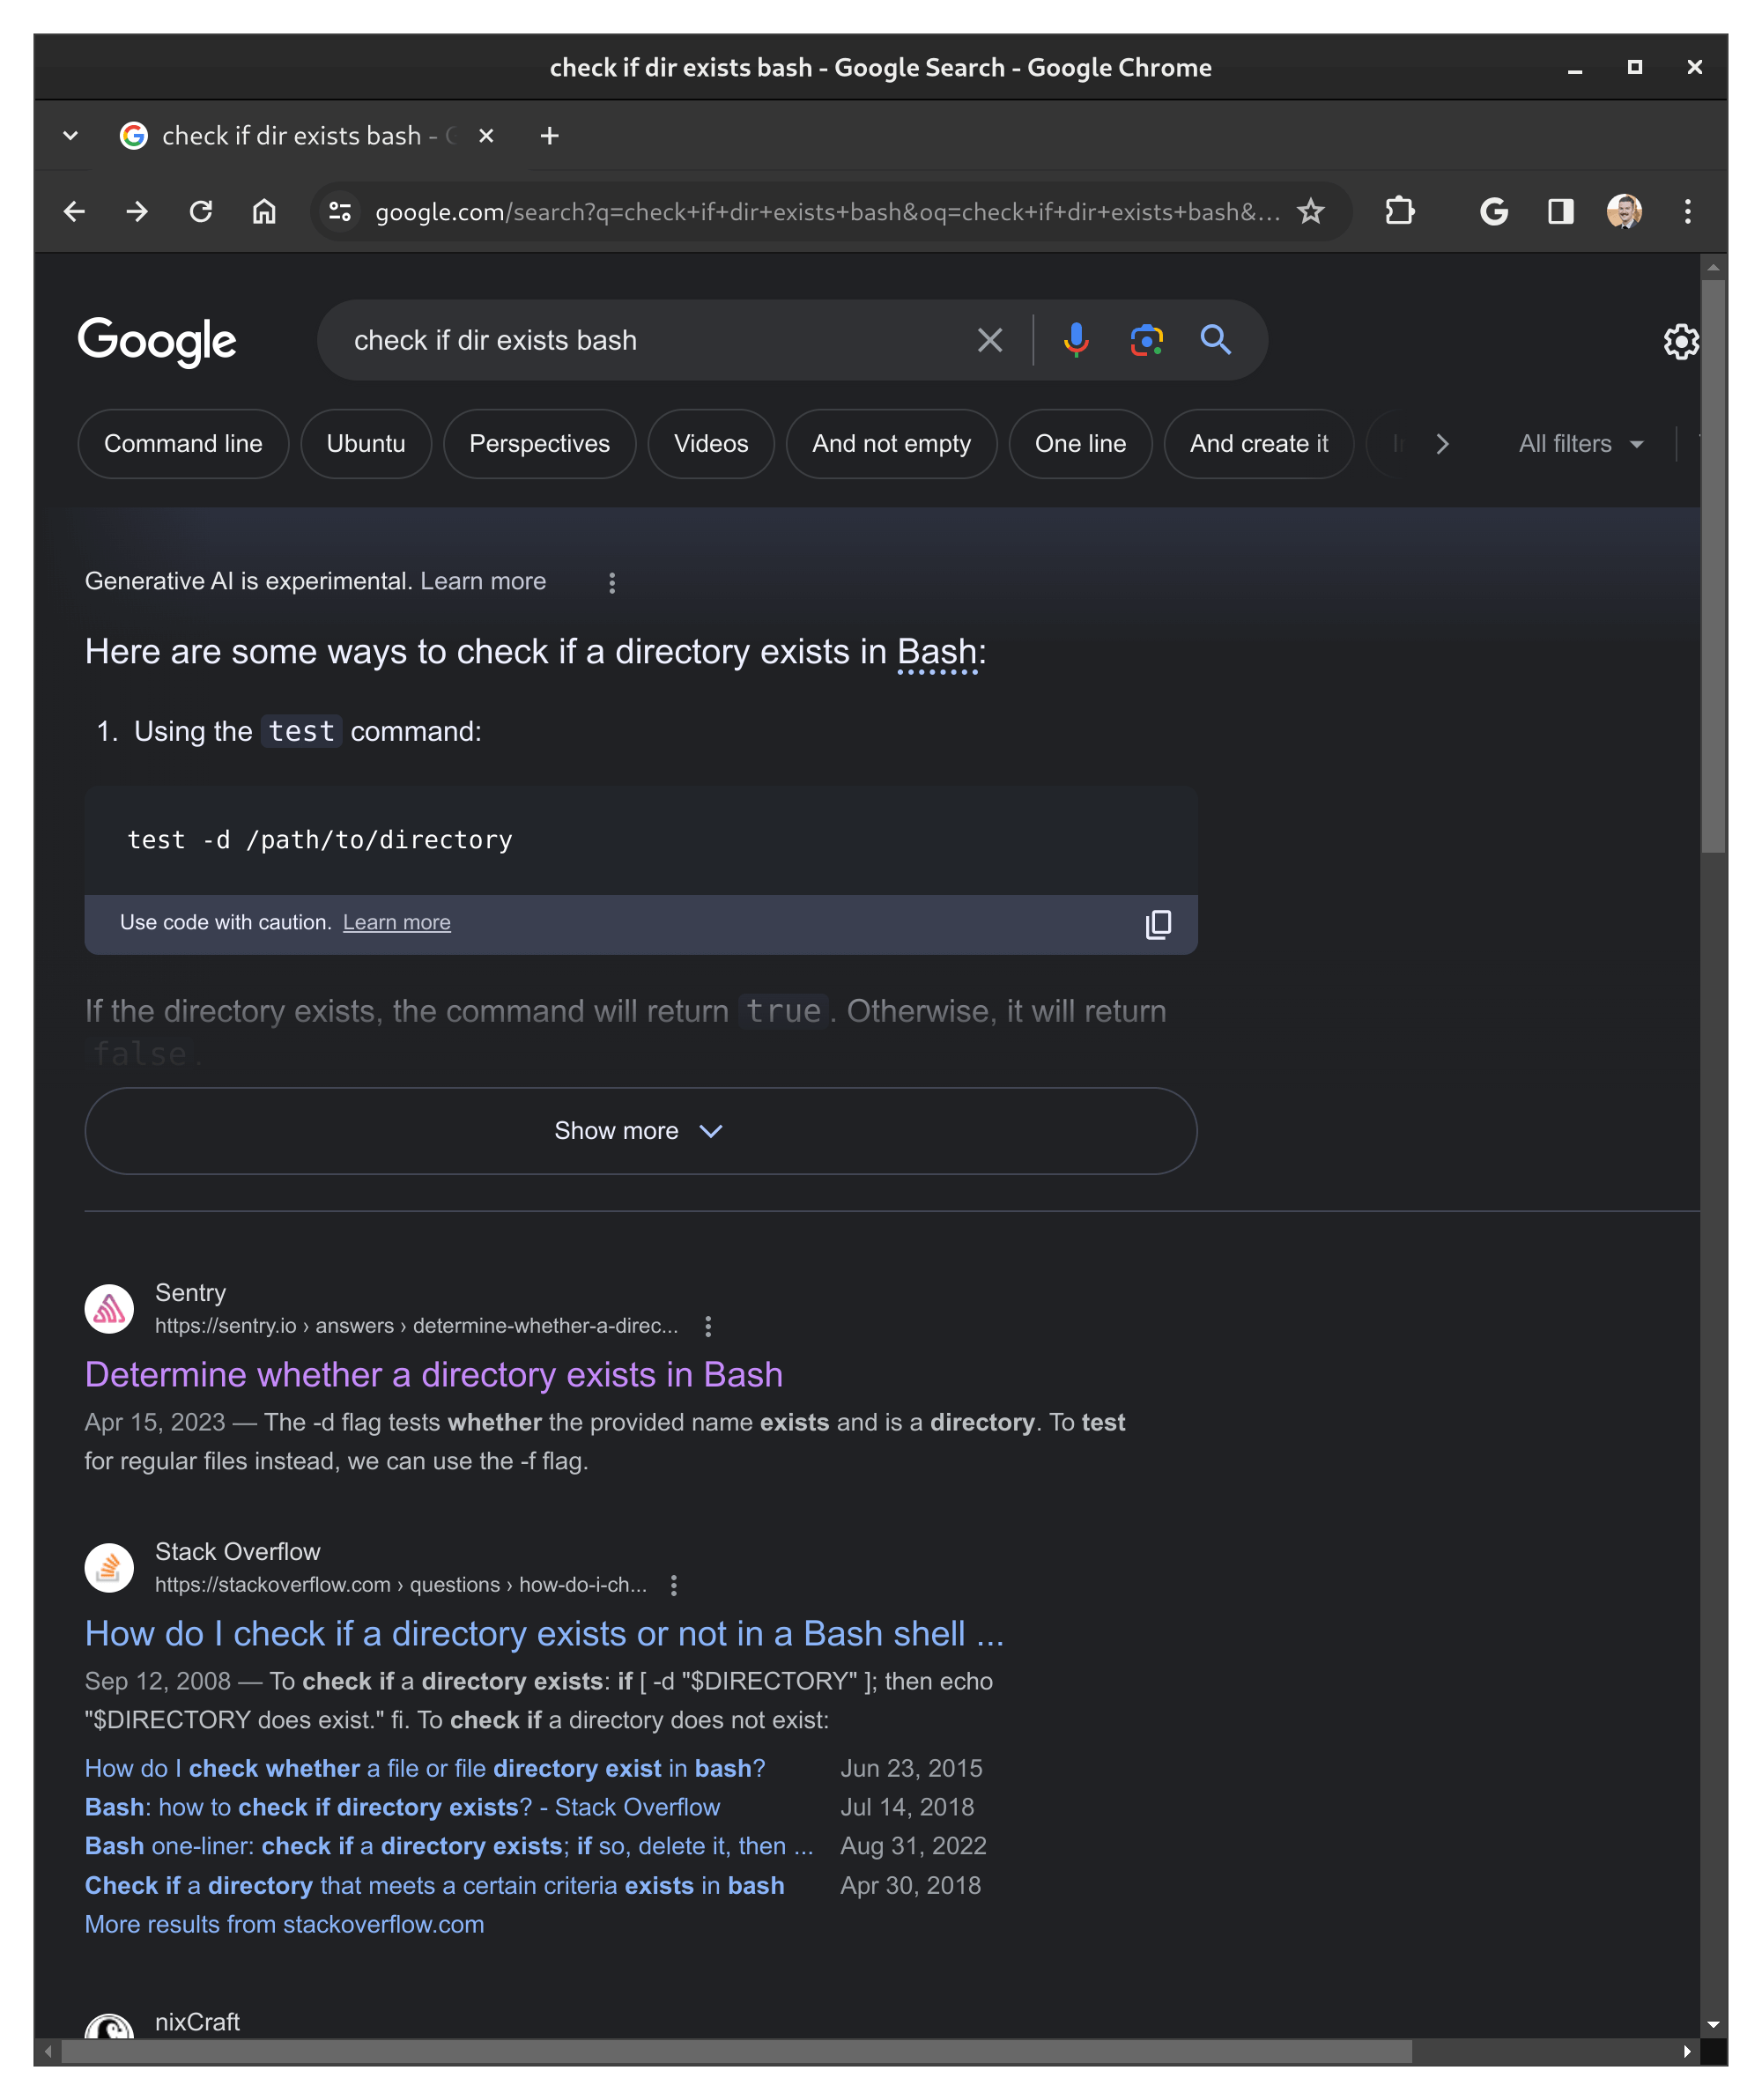 check if dir exists bash - Google Search - Google Chrome
check if dir exists bash -
google.com/search?q=check+if+dir+exists+bash&oq=check+if+dir+exists+bash&...
Google
check if dir exists bash
Command line
Ubuntu
Perspectives
Videos
And not empty
One line
And create it
All filters
Generative AI is experimental. Learn more
Here are some ways to check if a directory exists in Bash:
1. Using the test command:
test -d /path/to/directory
Use code with caution. Learn more
If the directory exists, the command will return true. Otherwise, it will return
false.
Show more
Sentry
https://sentry.io › answers › determine-whether-a-direc...
Determine whether a directory exists in Bash
Apr 15, 2023 — The -d flag tests whether the provided name exists and is a directory. To test
for regular files instead, we can use the -f flag.
Stack Overflow
https://stackoverflow.com › questions › how-do-i-ch...
How do I check if a directory exists or not in a Bash shell ...
Sep 12, 2008 — To check if a directory exists: if [ -d "$DIRECTORY" ]; then echo
"$DIRECTORY does exist." fi. To check if a directory does not exist:
How do I check whether a file or file directory exist in bash? Jun 23, 2015
Bash: how to check if directory exists? - Stack Overflow Jul 14, 2018
Bash one-liner: check if a directory exists; if so, delete it, then ... Aug 31, 2022
Check if a directory that meets a certain criteria exists in bash Apr 30, 2018
More results from stackoverflow.com
nixCraft